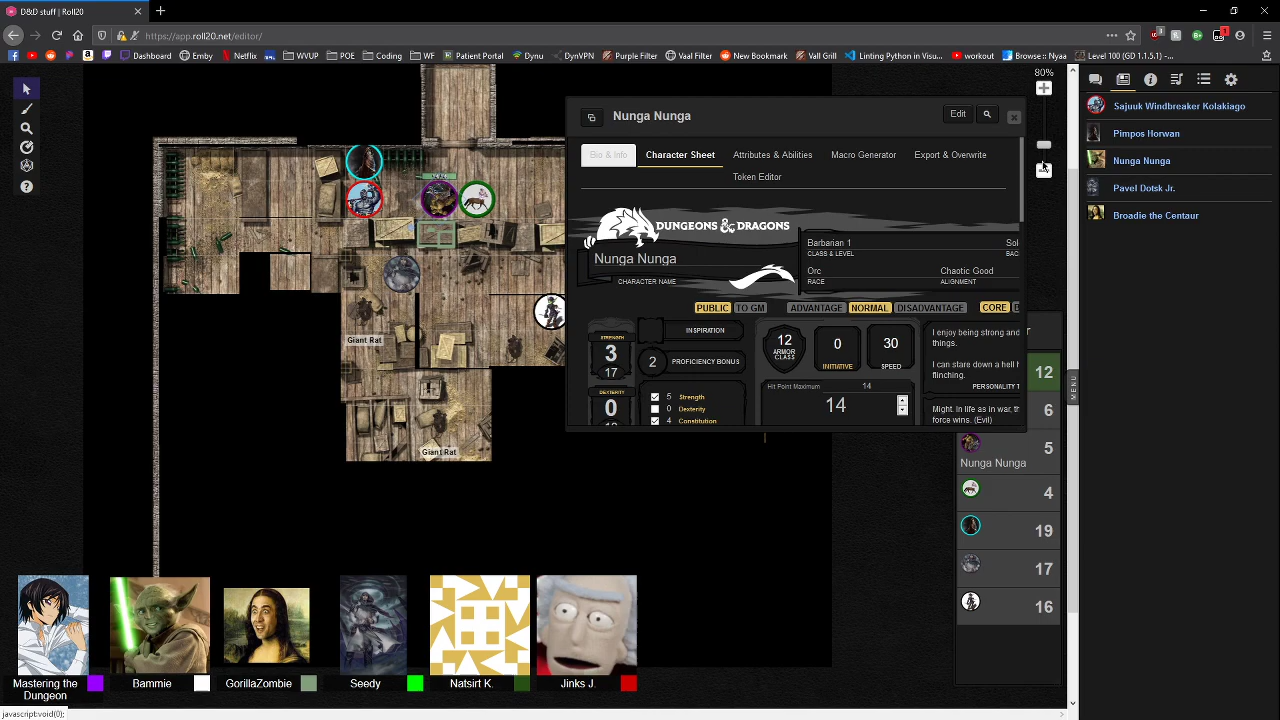 D&D stuff | Roll20
https://app.roll20.net/editor/
Dashboard Emby Netflix WVUP POE Coding WF Patient Portal Dynu DynVPN Purple Filter Vaal Filter New Bookmark Vall Grill Linting Python in Visu... workout Browse :: Nyaa Level 100 (GG 1.1.5.1) -...
80%
Nunga Nunga
Edit
Bio & Info Character Sheet Attributes & Abilities Macro Generator Export & Overwrite
Token Editor
DUNGEONS & DRAGONS
Nunga Nunga
CHARACTER NAME
Barbarian 1
CLASS & LEVEL
Sol
BAC
Orc
RACE
Chaotic Good
ALIGNMENT
PUBLIC TO GM ADVANTAGE NORMAL DISADVANTAGE CORE
STRENGTH
3
17
DEXTERITY
0
INSPIRATION
2 PROFICIENCY BONUS
5 Strength
0 Dexterity
4 Constitution
12
ARMOR
CLASS
0
INITIATIVE
30
SPEED
Hit Point Maximum 14
14
I enjoy being strong and
things.
I can stare down a hell h
flinching.
PERSONALITY T
Might. In life as in war, th
force wins. (Evil)
Giant Rat
Giant Rat
Sajuuk Windbreaker Kolakiago
Pimpos Horwan
Nunga Nunga
Pavel Dotsk Jr.
Broadle the Centaur
MENU
12
6
5
Nunga Nunga
4
19
17
16
Mastering the
Dungeon
Bammie
GorillaZombie
Seedy
Natsirt K.
Jinks J.
javascript:void(0);